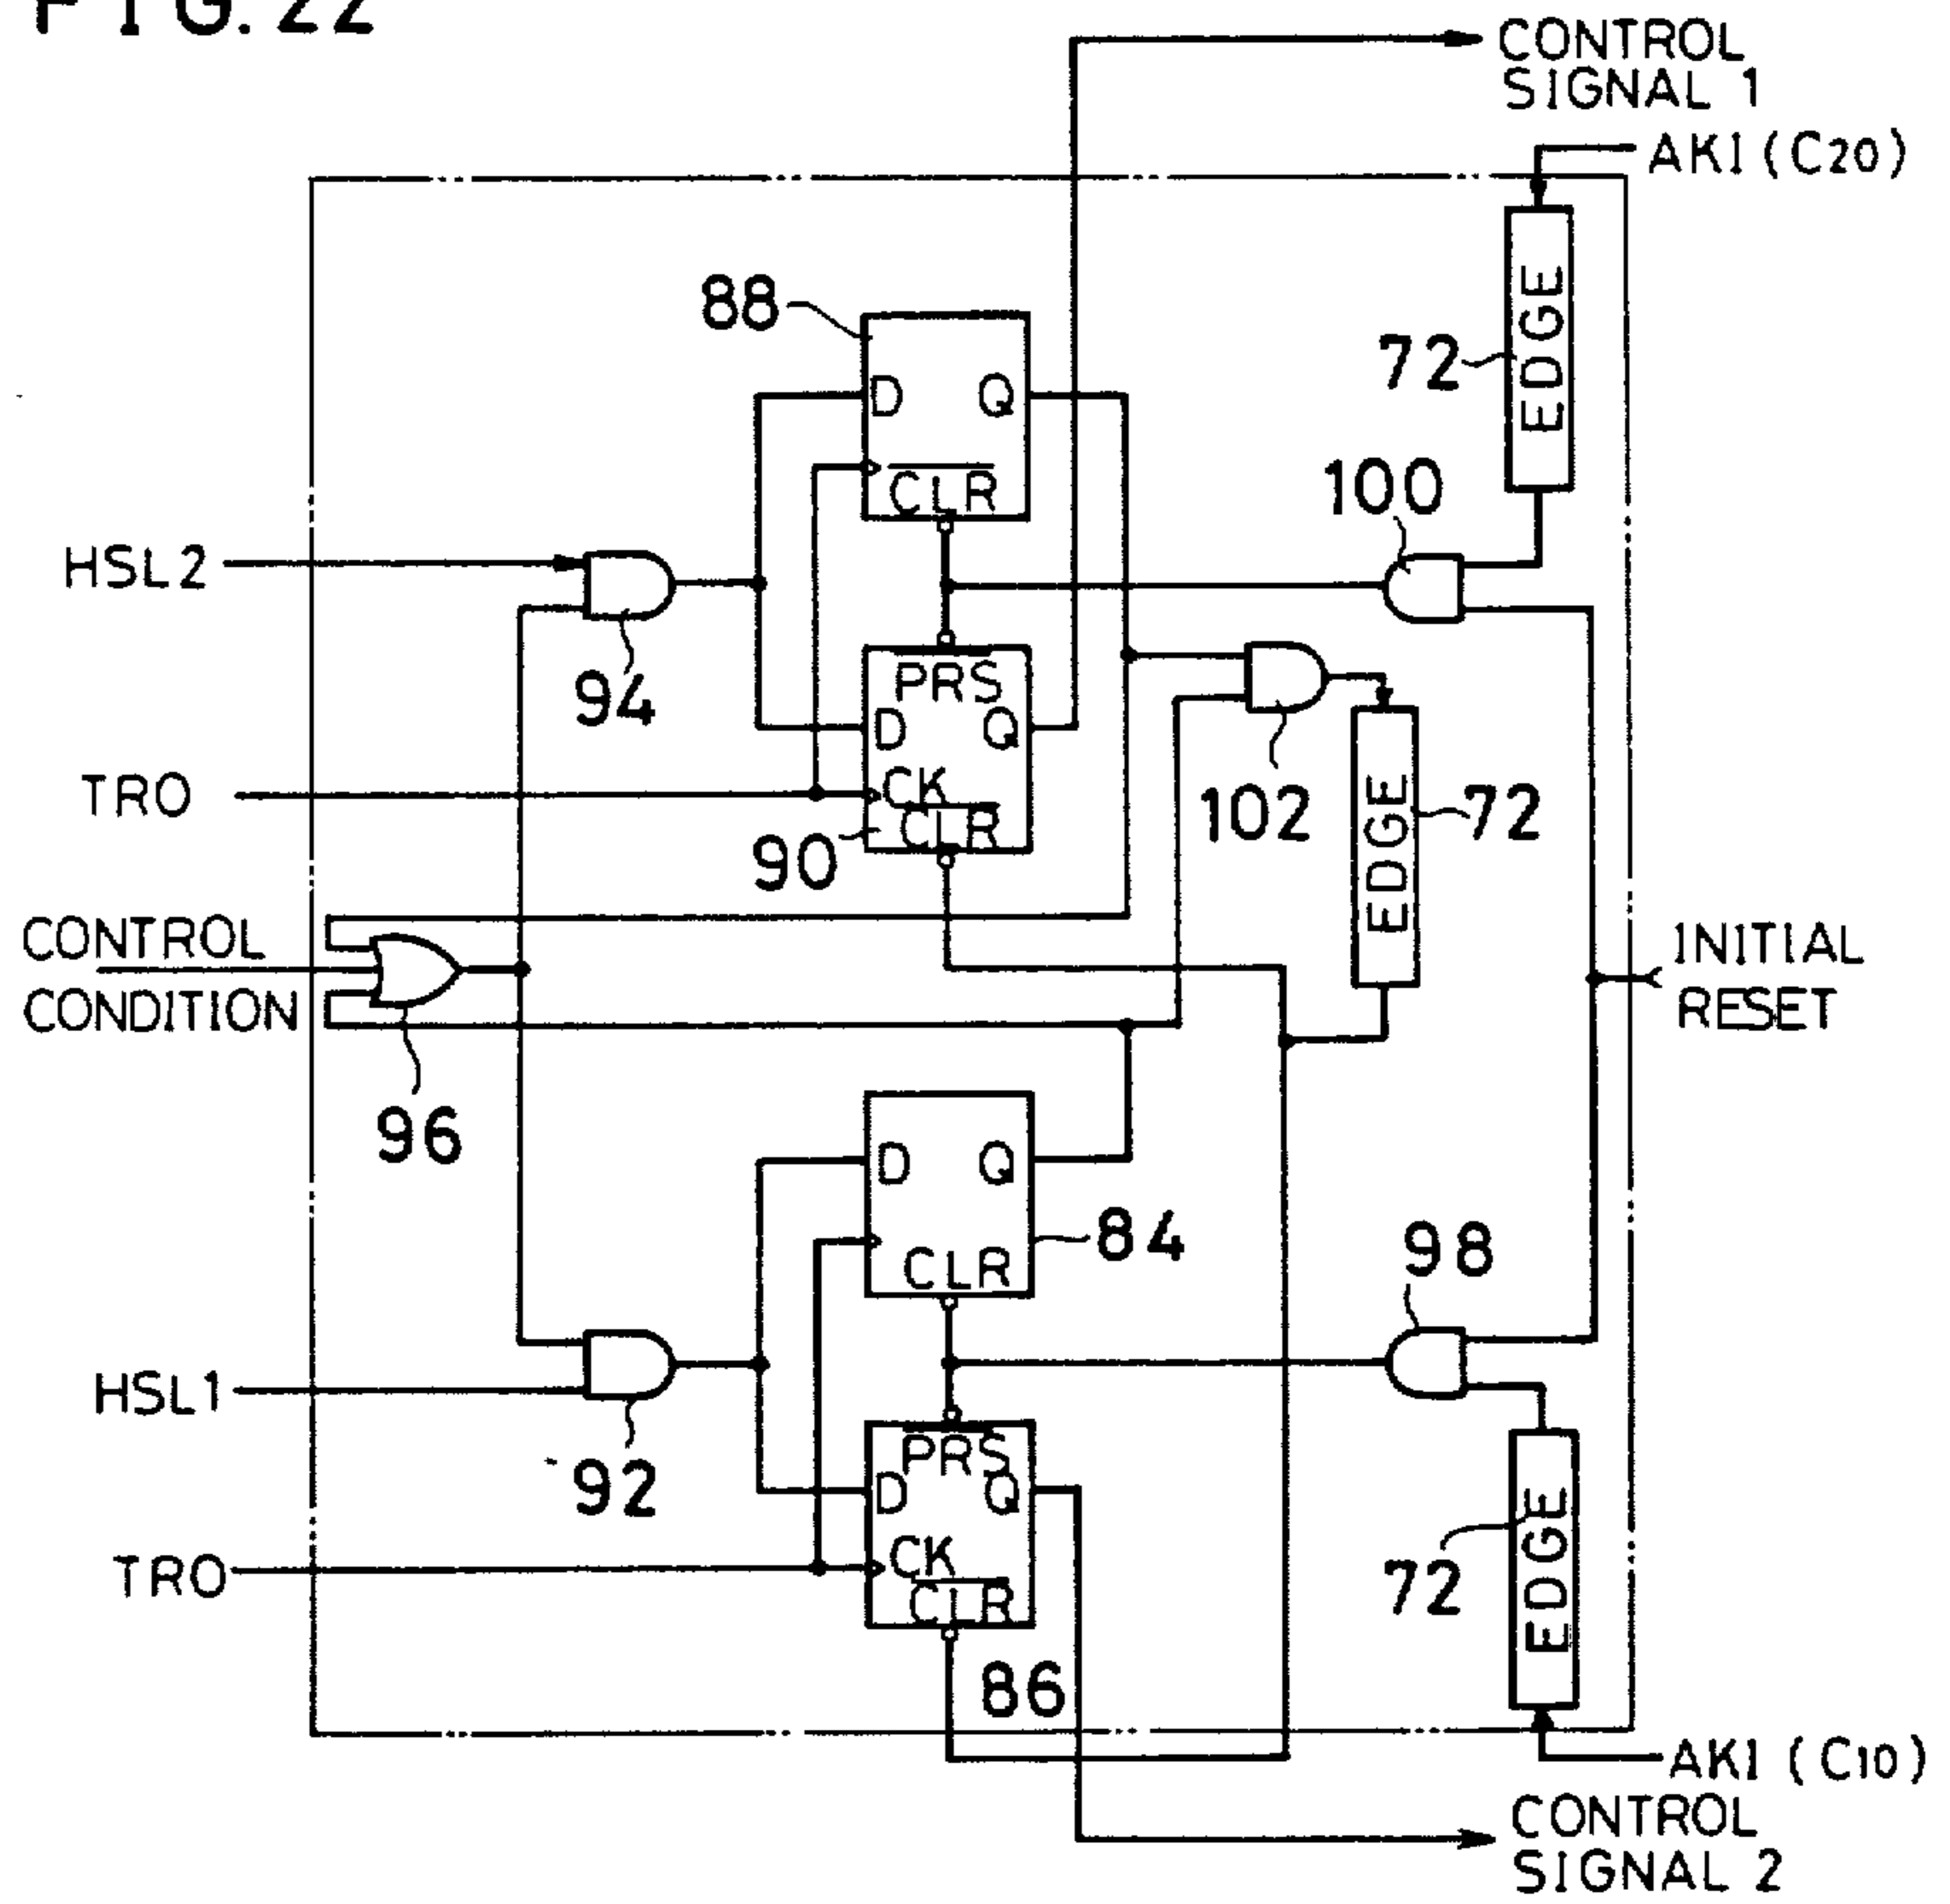 FIG. 22
CONTROL
SIGNAL 1
AKI (C20)
88
D Q
CLR
72
EDGE
100
HSL2
94
PRS
D Q
CK
CLR
90
TRO
102
EDGE
72
CONTROL
CONDITION
96
INITIAL
RESET
D Q
CLR
84
98
HSL1
92
PRS
D Q
CK
CLR
86
TRO
72
EDGE
AKI (C10)
CONTROL
SIGNAL 2